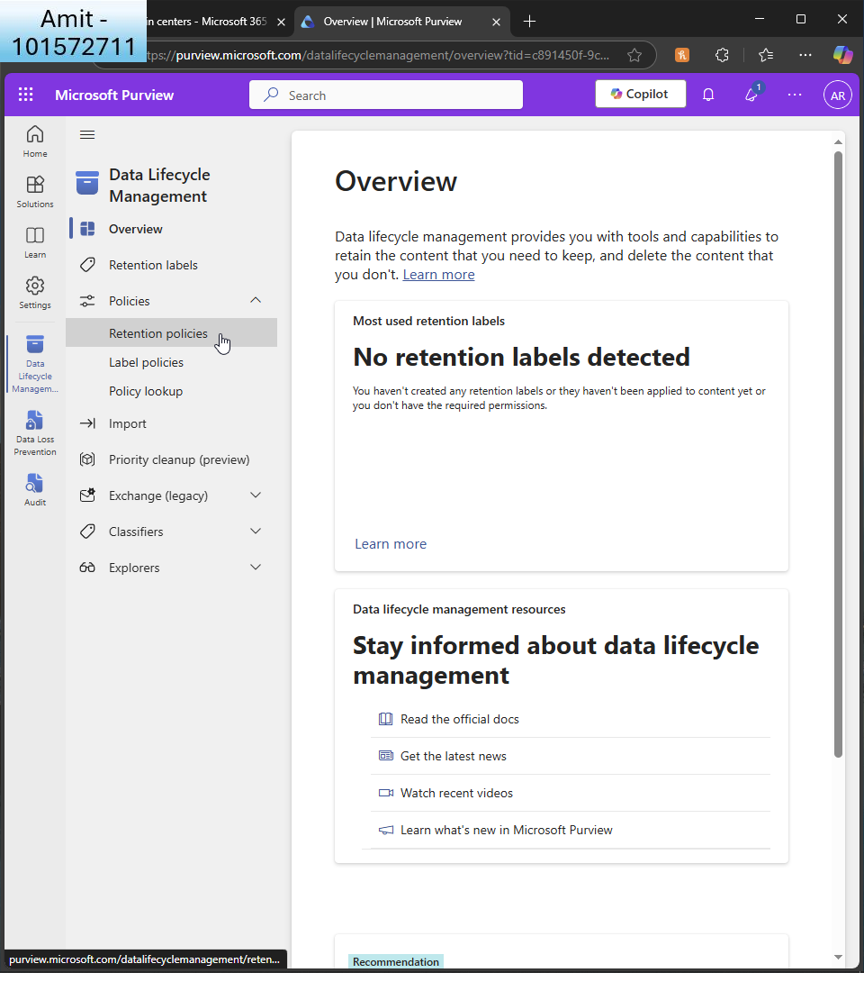 Amit -
101572711
in centers - Microsoft 365
Overview | Microsoft Purview
tps://purview.microsoft.com/datalifecyclemanagement/overview?tid=c891450f-9c...
Microsoft Purview
Search
Copilot
1
AR
Home
Solutions
Learn
Settings
Data
Lifecycle
Managem...
Data Loss
Prevention
Audit
Data Lifecycle
Management
Overview
Retention labels
Policies
Retention policies
Label policies
Policy lookup
Import
Priority cleanup (preview)
Exchange (legacy)
Classifiers
Explorers
Overview
Data lifecycle management provides you with tools and capabilities to
retain the content that you need to keep, and delete the content that
you don't. Learn more
Most used retention labels
No retention labels detected
You haven't created any retention labels or they haven't been applied to content yet or
you don't have the required permissions.
Learn more
Data lifecycle management resources
Stay informed about data lifecycle
management
Read the official docs
Get the latest news
Watch recent videos
Learn what's new in Microsoft Purview
Recommendation
purview.microsoft.com/datalifecyclemanagement/reten...